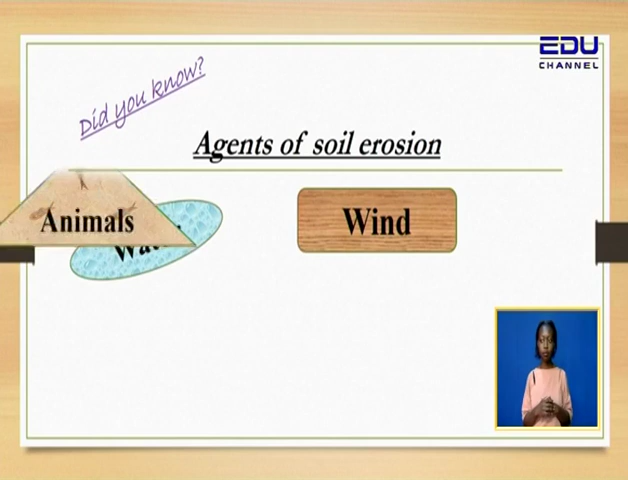 EDU
CHANNEL
Did you know?
Agents of soil erosion
Animals
Wind